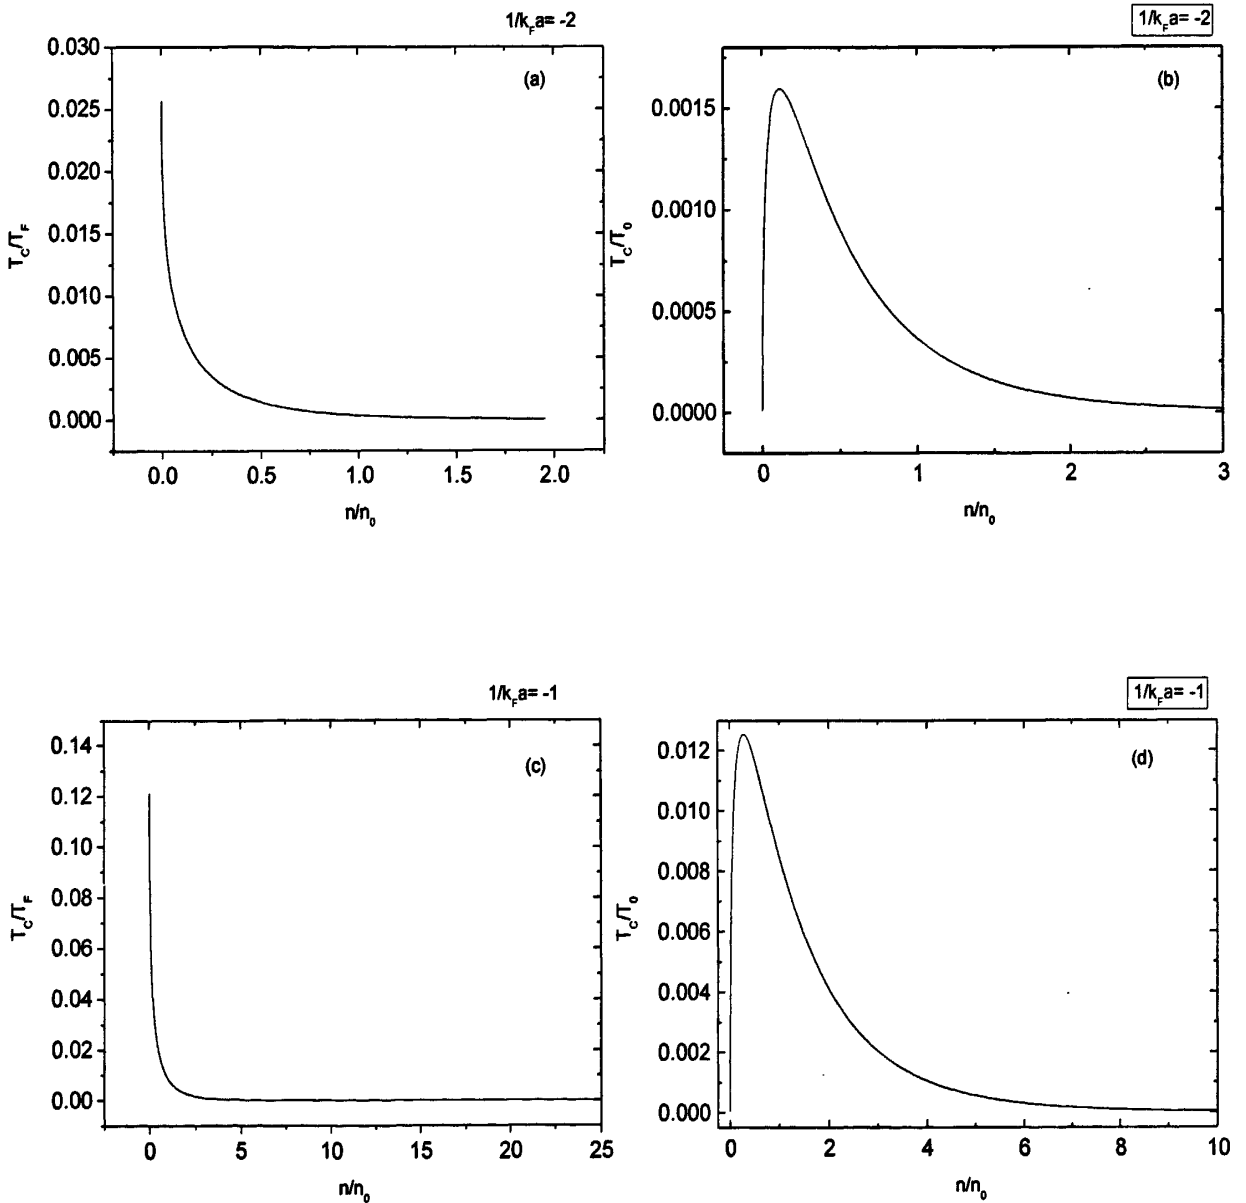 1/k_F a= -2
(a)
0.030
0.025
0.020
0.015
0.010
0.005
0.000
T_C/T_F
0.0 0.5 1.0 1.5 2.0
n/n_0
1/k_F a= -2
(b)
0.0015
0.0010
0.0005
0.0000
T_C/T_0
0 1 2 3
n/n_0
1/k_F a= -1
(c)
0.14
0.12
0.10
0.08
0.06
0.04
0.02
0.00
T_C/T_F
0 5 10 15 20 25
n/n_0
1/k_F a= -1
(d)
0.012
0.010
0.008
0.006
0.004
0.002
0.000
T_C/T_0
0 2 4 6 8 10
n/n_0